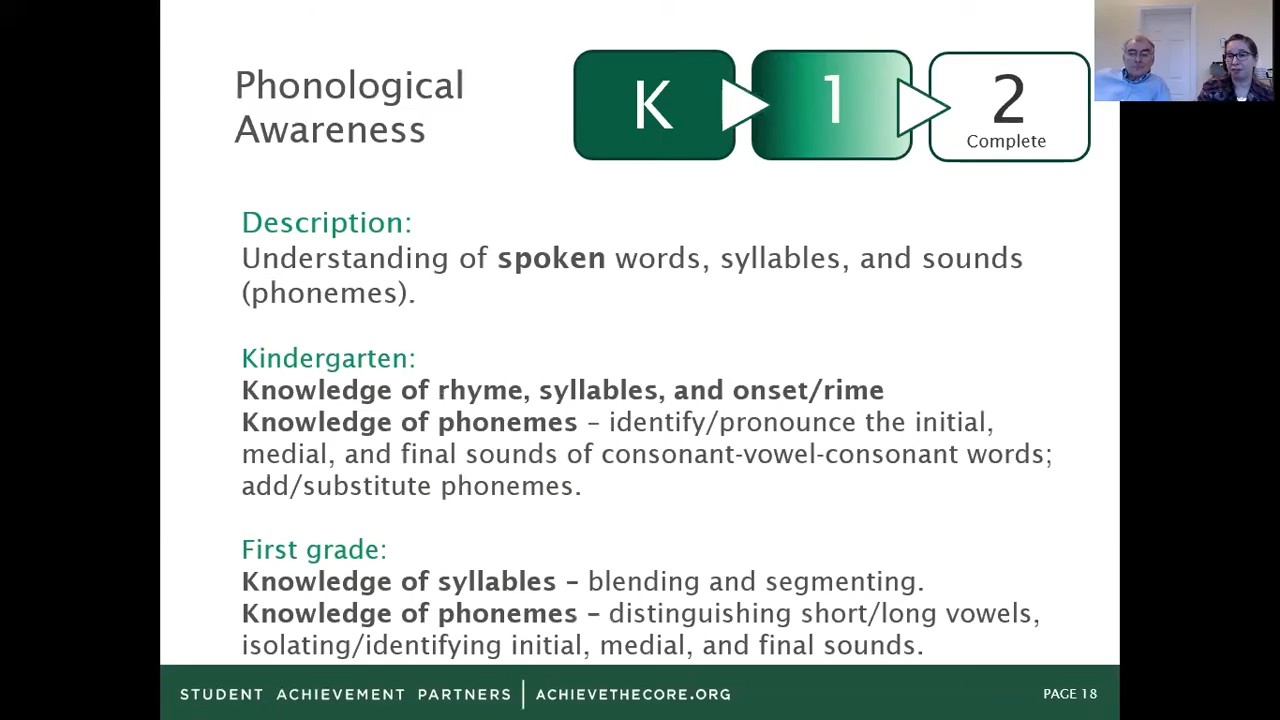 Phonological
Awareness
K
1
2
Complete
Description:
Understanding of spoken words, syllables, and sounds
(phonemes).
Kindergarten:
Knowledge of rhyme, syllables, and onset/rime
Knowledge of phonemes – identify/pronounce the initial,
medial, and final sounds of consonant-vowel-consonant words;
add/substitute phonemes.
First grade:
Knowledge of syllables – blending and segmenting.
Knowledge of phonemes – distinguishing short/long vowels,
isolating/identifying initial, medial, and final sounds.
STUDENT ACHIEVEMENT PARTNERS | ACHIEVETHECORE.ORG
PAGE 18